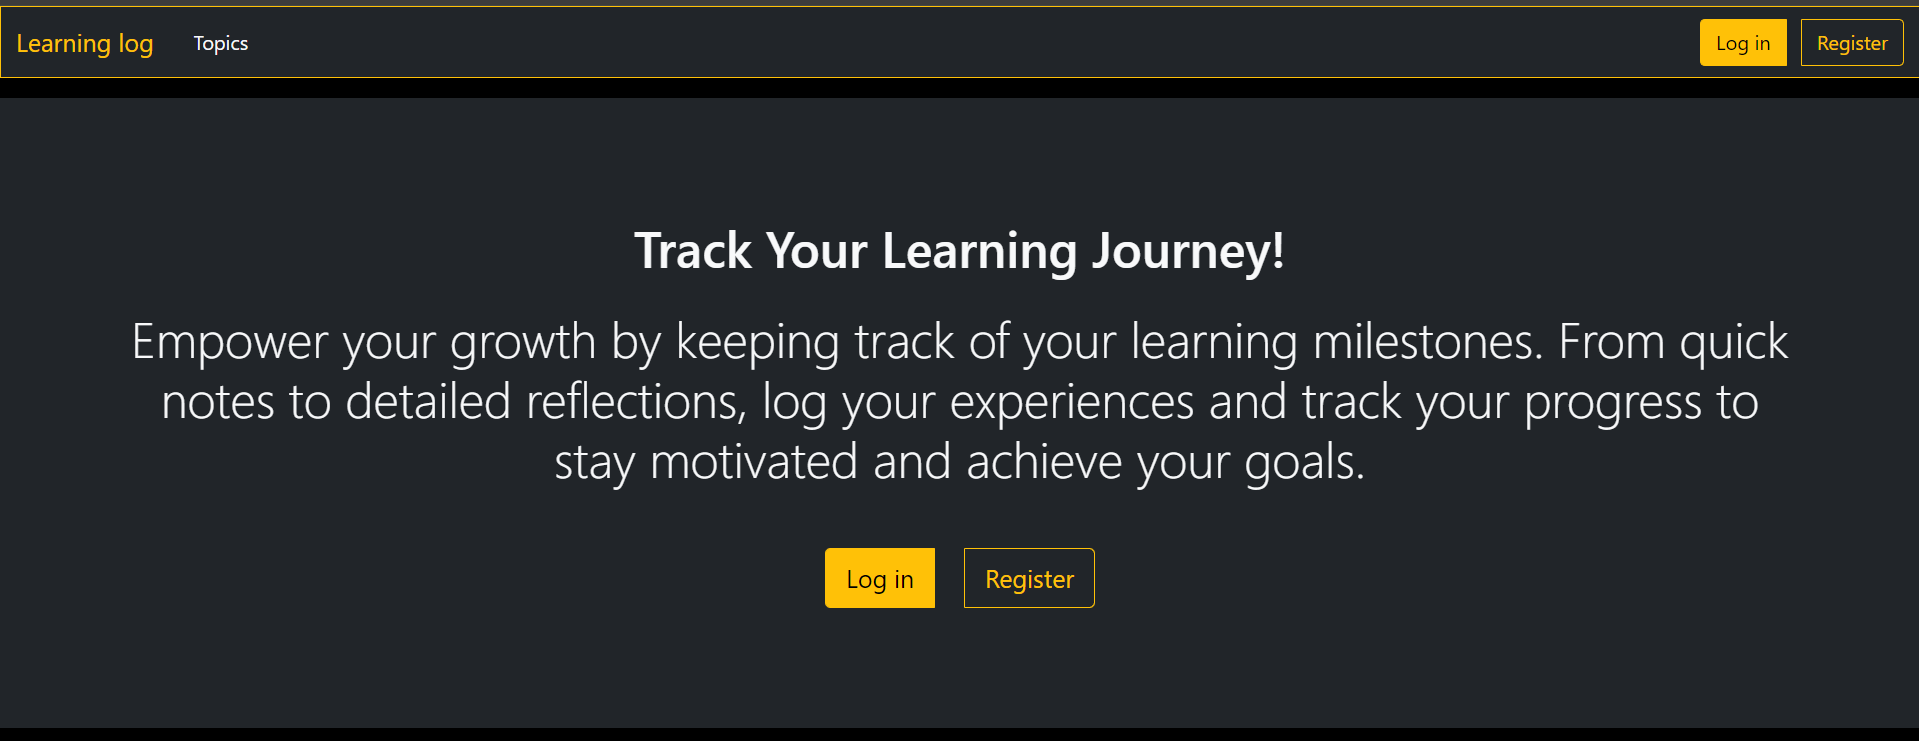 Learning log Topics Log in Register
Track Your Learning Journey!
Empower your growth by keeping track of your learning milestones. From quick
notes to detailed reflections, log your experiences and track your progress to
stay motivated and achieve your goals.
Log in Register